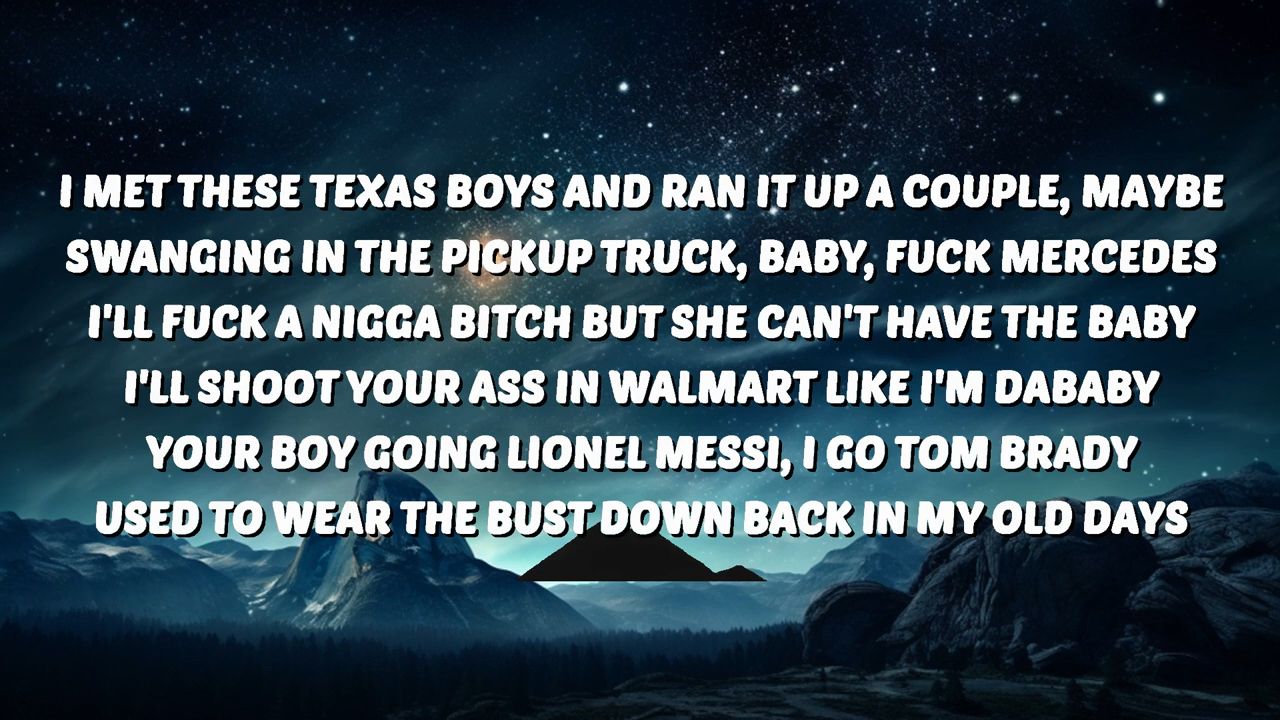 I MET THESE TEXAS BOYS AND RAN IT UP A COUPLE, MAYBE
SWANGING IN THE PICKUP TRUCK, BABY, FUCK MERCEDES
I'LL FUCK A NIGGA BITCH BUT SHE CAN'T HAVE THE BABY
I'LL SHOOT YOUR ASS IN WALMART LIKE I'M DABABY
YOUR BOY GOING LIONEL MESSI, I GO TOM BRADY
USED TO WEAR THE BUST DOWN BACK IN MY OLD DAYS